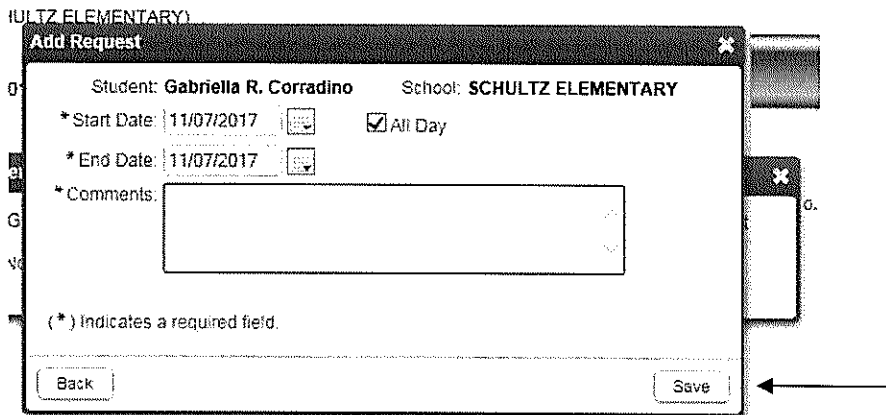 ULTZ ELEMENTARY)
Add Request
Student: Gabriella R. Corradino School: SCHULTZ ELEMENTARY
* Start Date: 11/07/2017 All Day
* End Date: 11/07/2017
* Comments:
(*) Indicates a required field.
Back Save